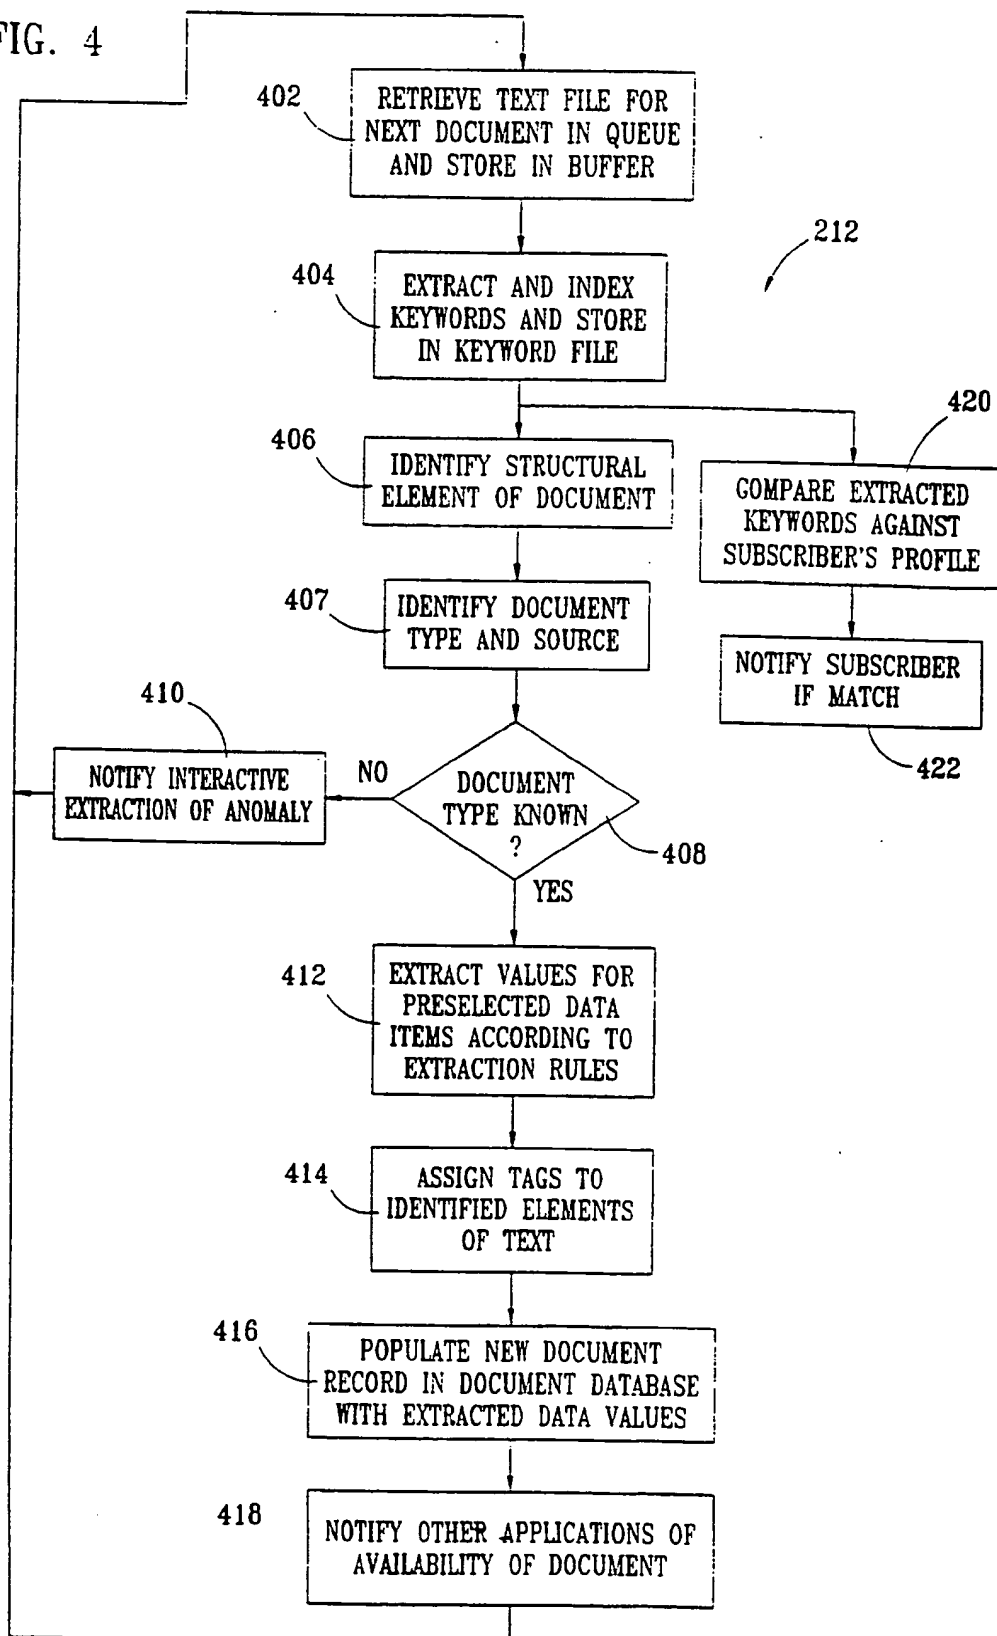 FIG. 4
402
RETRIEVE TEXT FILE FOR
NEXT DOCUMENT IN QUEUE
AND STORE IN BUFFER
212
404
EXTRACT AND INDEX
KEYWORDS AND STORE
IN KEYWORD FILE
406
IDENTIFY STRUCTURAL
ELEMENT OF DOCUMENT
420
COMPARE EXTRACTED
KEYWORDS AGAINST
SUBSCRIBER'S PROFILE
407
IDENTIFY DOCUMENT
TYPE AND SOURCE
NOTIFY SUBSCRIBER
IF MATCH
422
410
NOTIFY INTERACTIVE
EXTRACTION OF ANOMALY
NO
DOCUMENT
TYPE KNOWN
?
408
YES
412
EXTRACT VALUES FOR
PRESELECTED DATA
ITEMS ACCORDING TO
EXTRACTION RULES
414
ASSIGN TAGS TO
IDENTIFIED ELEMENTS
OF TEXT
416
POPULATE NEW DOCUMENT
RECORD IN DOCUMENT DATABASE
WITH EXTRACTED DATA VALUES
418
NOTIFY OTHER APPLICATIONS OF
AVAILABILITY OF DOCUMENT